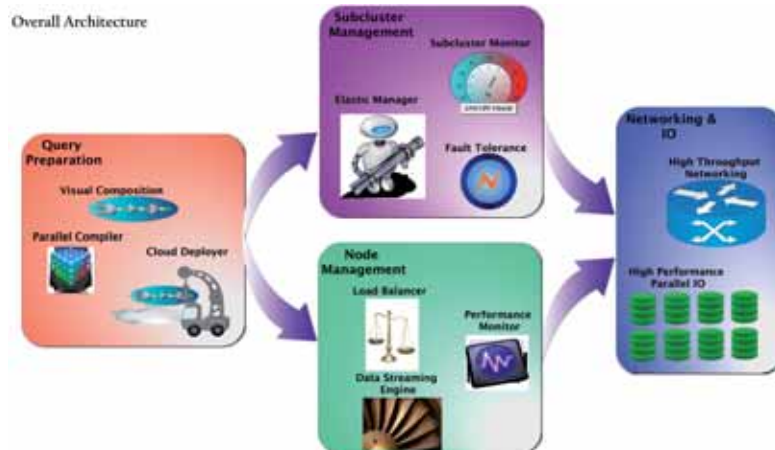 Overall Architecture
Subcluster
Management
Subcluster Monitor
Elastic Manager
Fault Tolerance
Query
Preparation
Visual Composition
Parallel Compiler
Cloud Deployer
Node
Management
Load Balancer
Performance
Monitor
Data Streaming
Engine
Networking &
IO
High Throughput
Networking
High Performance
Parallel IO